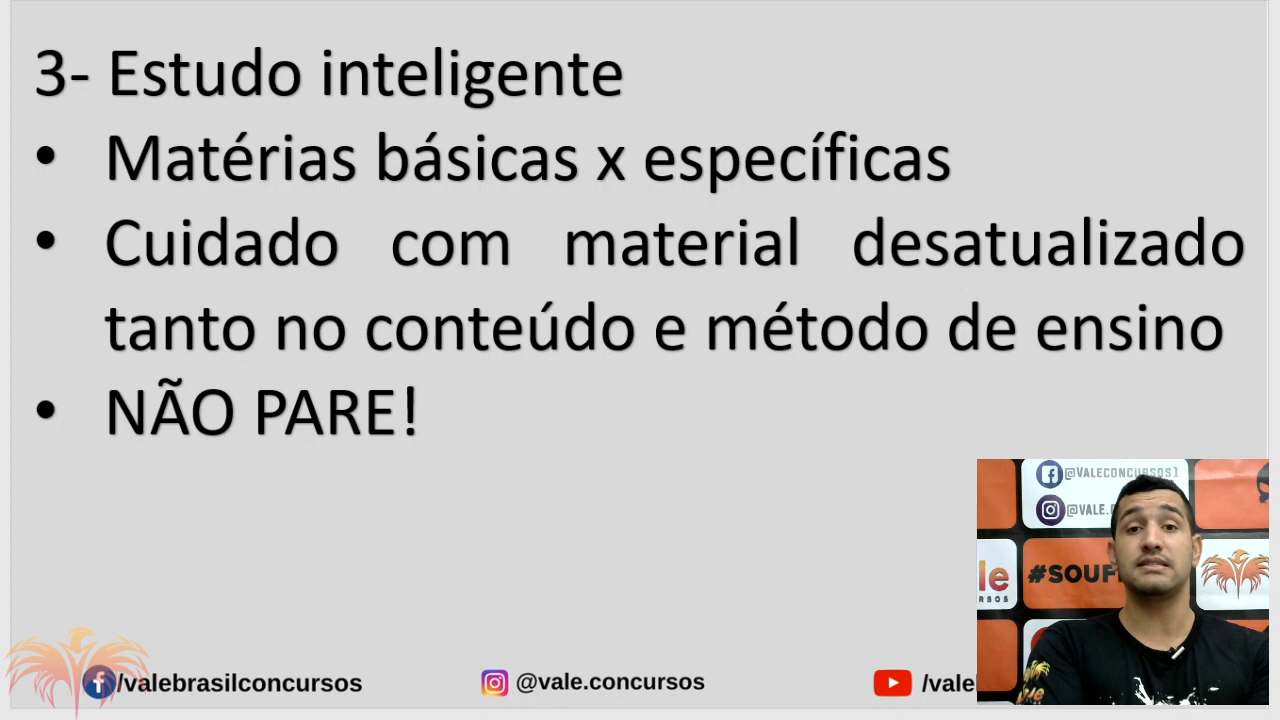 3- Estudo inteligente
• Matérias básicas x específicas
• Cuidado com material desatualizado
tanto no conteúdo e método de ensino
• NÃO PARE!
@VALECONCURSOS1
@VALE.
#SOUF
/valebrasilconcursos
@vale.concursos